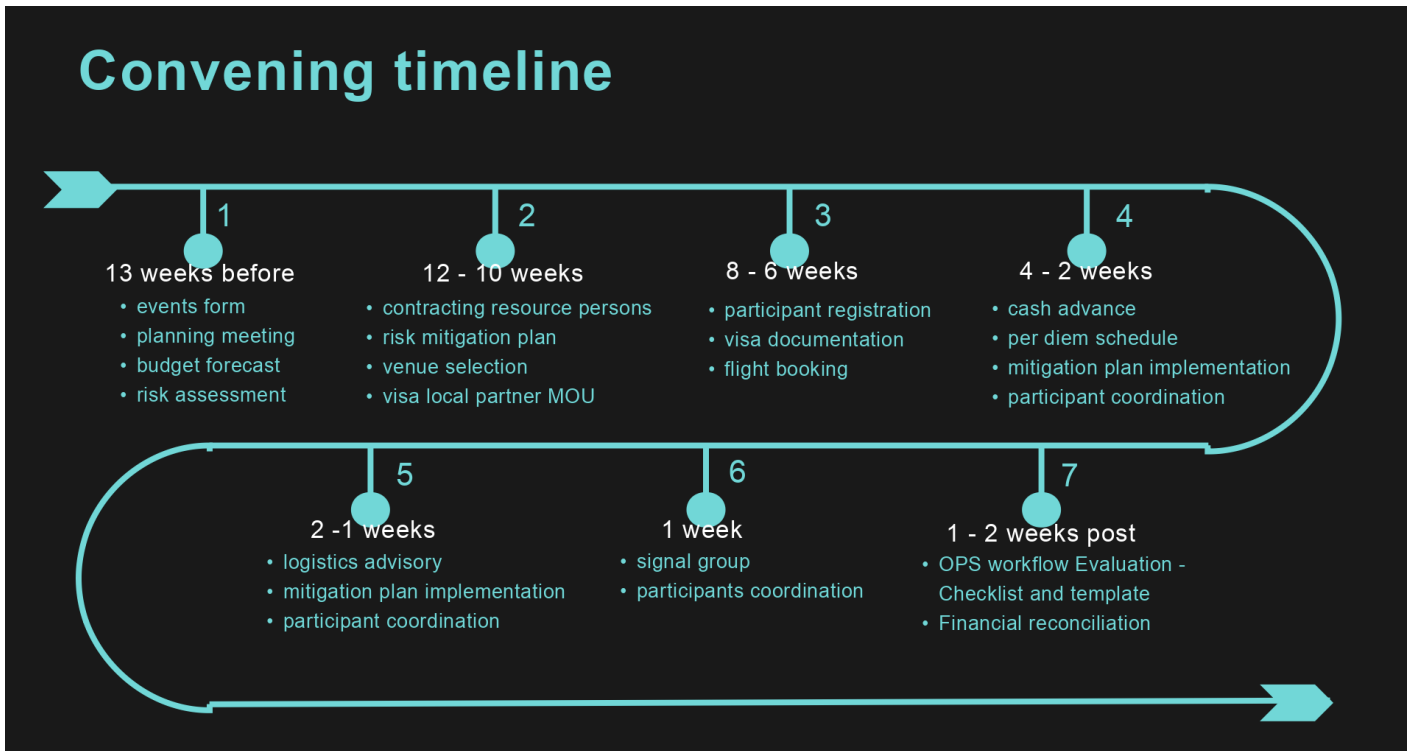 Convening timeline
1
13 weeks before
• events form
• planning meeting
• budget forecast
• risk assessment
2
12 - 10 weeks
• contracting resource persons
• risk mitigation plan
• venue selection
• visa local partner MOU
3
8 - 6 weeks
• participant registration
• visa documentation
• flight booking
4
4 - 2 weeks
• cash advance
• per diem schedule
• mitigation plan implementation
• participant coordination
5
2 -1 weeks
• logistics advisory
• mitigation plan implementation
• participant coordination
6
1 week
• signal group
• participants coordination
7
1 - 2 weeks post
• OPS workflow Evaluation -
Checklist and template
• Financial reconciliation